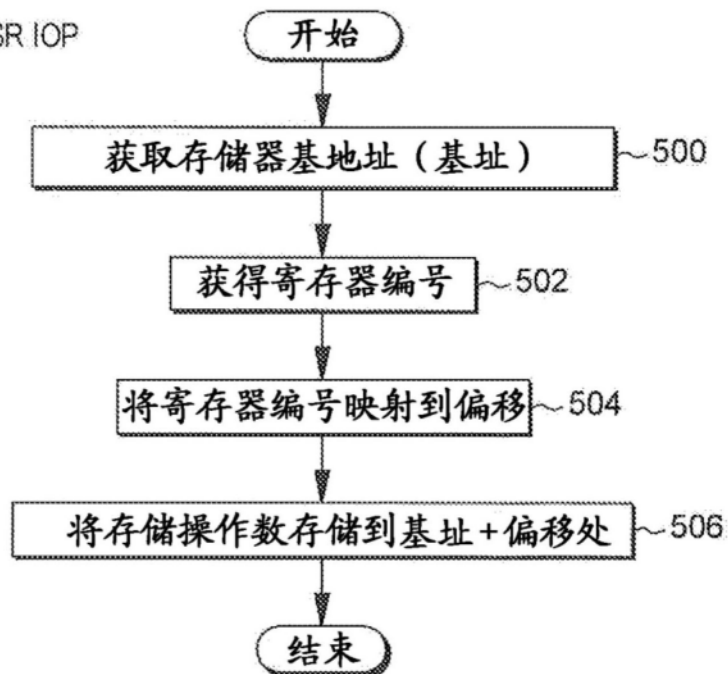 SR IOP
开始
获取存储器基地址（基址）
500
获得寄存器编号
502
将寄存器编号映射到偏移
504
将存储操作数存储到基址+偏移处
506
结束